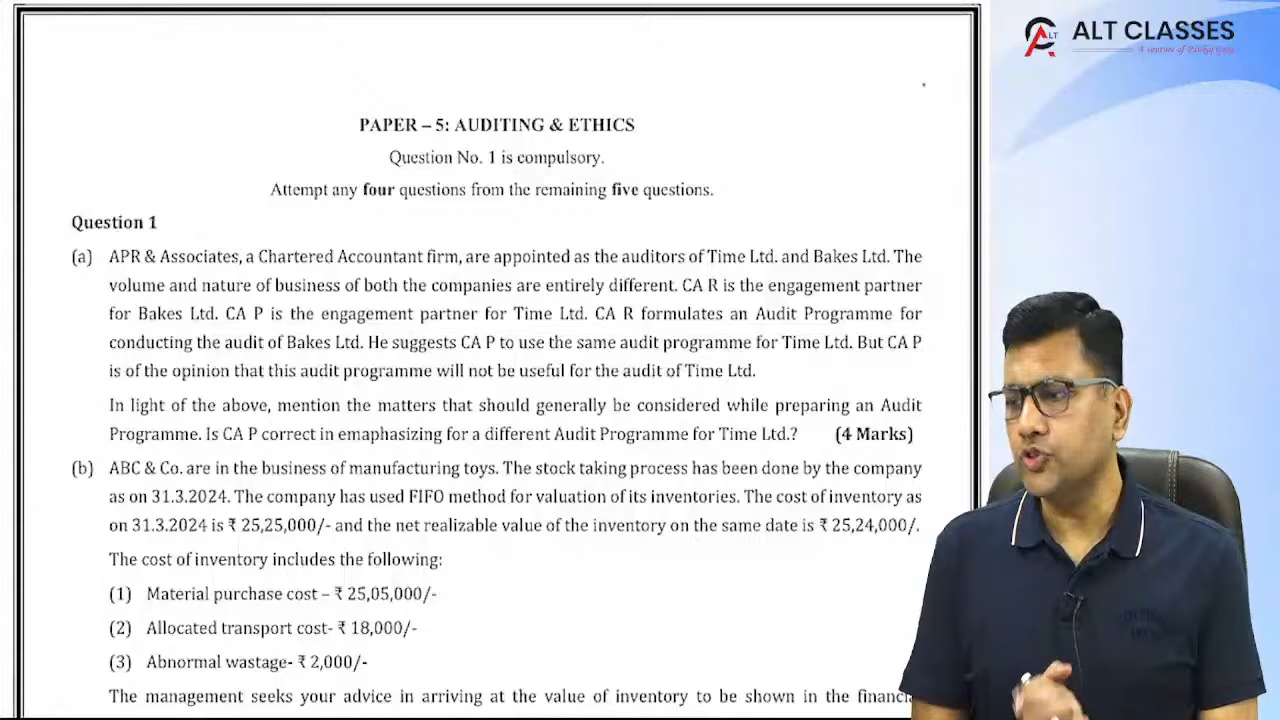 ALT CLASSES
A venture of Pankaj Garg
PAPER – 5: AUDITING & ETHICS
Question No. 1 is compulsory.
Attempt any four questions from the remaining five questions.
Question 1
(a) APR & Associates, a Chartered Accountant firm, are appointed as the auditors of Time Ltd. and Bakes Ltd. The
volume and nature of business of both the companies are entirely different. CA R is the engagement partner
for Bakes Ltd. CA P is the engagement partner for Time Ltd. CA R formulates an Audit Programme for
conducting the audit of Bakes Ltd. He suggests CA P to use the same audit programme for Time Ltd. But CA P
is of the opinion that this audit programme will not be useful for the audit of Time Ltd.
In light of the above, mention the matters that should generally be considered while preparing an Audit
Programme. Is CA P correct in emaphasizing for a different Audit Programme for Time Ltd.? (4 Marks)
(b) ABC & Co. are in the business of manufacturing toys. The stock taking process has been done by the company
as on 31.3.2024. The company has used FIFO method for valuation of its inventories. The cost of inventory as
on 31.3.2024 is ₹ 25,25,000/- and the net realizable value of the inventory on the same date is ₹ 25,24,000/.
The cost of inventory includes the following:
(1) Material purchase cost – ₹ 25,05,000/-
(2) Allocated transport cost- ₹ 18,000/-
(3) Abnormal wastage- ₹ 2,000/-
The management seeks your advice in arriving at the value of inventory to be shown in the financi